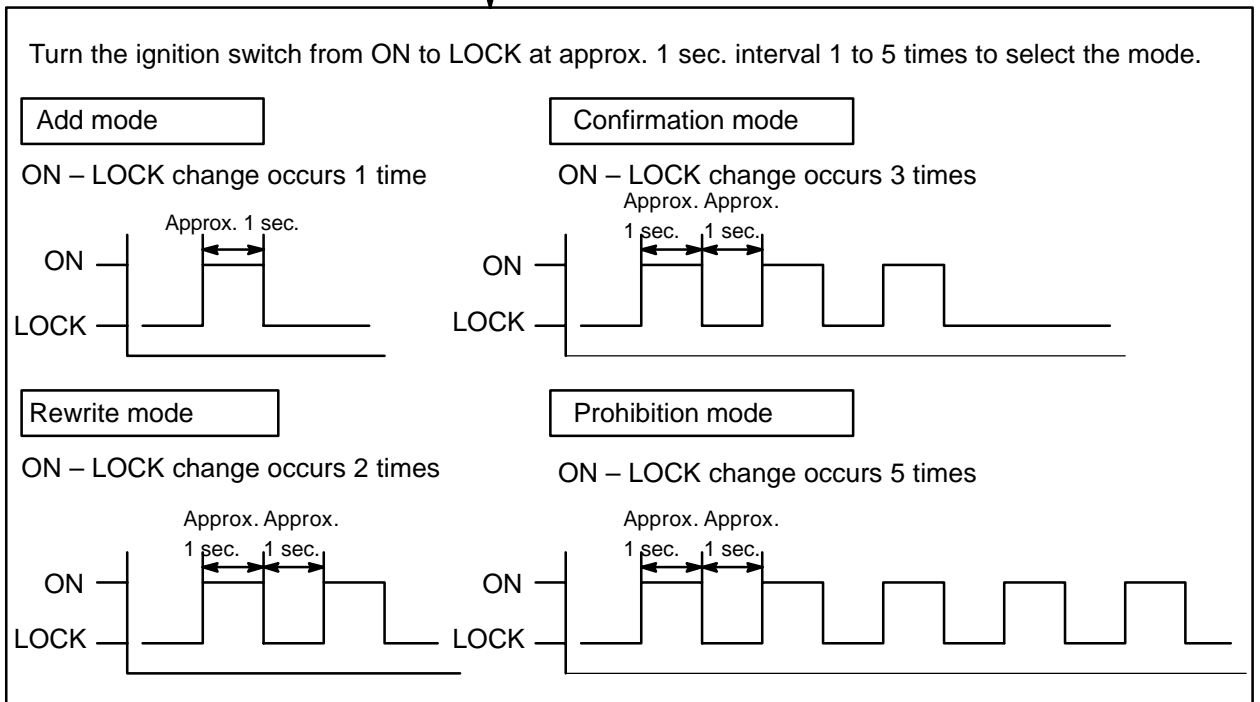 Turn the ignition switch from ON to LOCK at approx. 1 sec. interval 1 to 5 times to select the mode.
Add mode
ON – LOCK change occurs 1 time
Approx. 1 sec.
ON
LOCK
Confirmation mode
ON – LOCK change occurs 3 times
Approx. Approx.
1 sec. 1 sec.
ON
LOCK
Rewrite mode
ON – LOCK change occurs 2 times
Approx. Approx.
1 sec. 1 sec.
ON
LOCK
Prohibition mode
ON – LOCK change occurs 5 times
Approx. Approx.
1 sec. 1 sec.
ON
LOCK